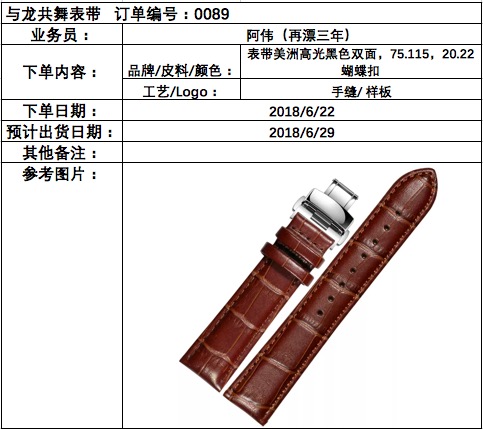 与龙共舞表带 订单编号：0089
业务员： 阿伟（再漂三年）
下单内容： 品牌/皮料/颜色： 表带美洲高光黑色双面，75.115，20.22
蝴蝶扣
工艺/Logo： 手缝/ 样板
下单日期： 2018/6/22
预计出货日期： 2018/6/29
其他备注：
参考图片：